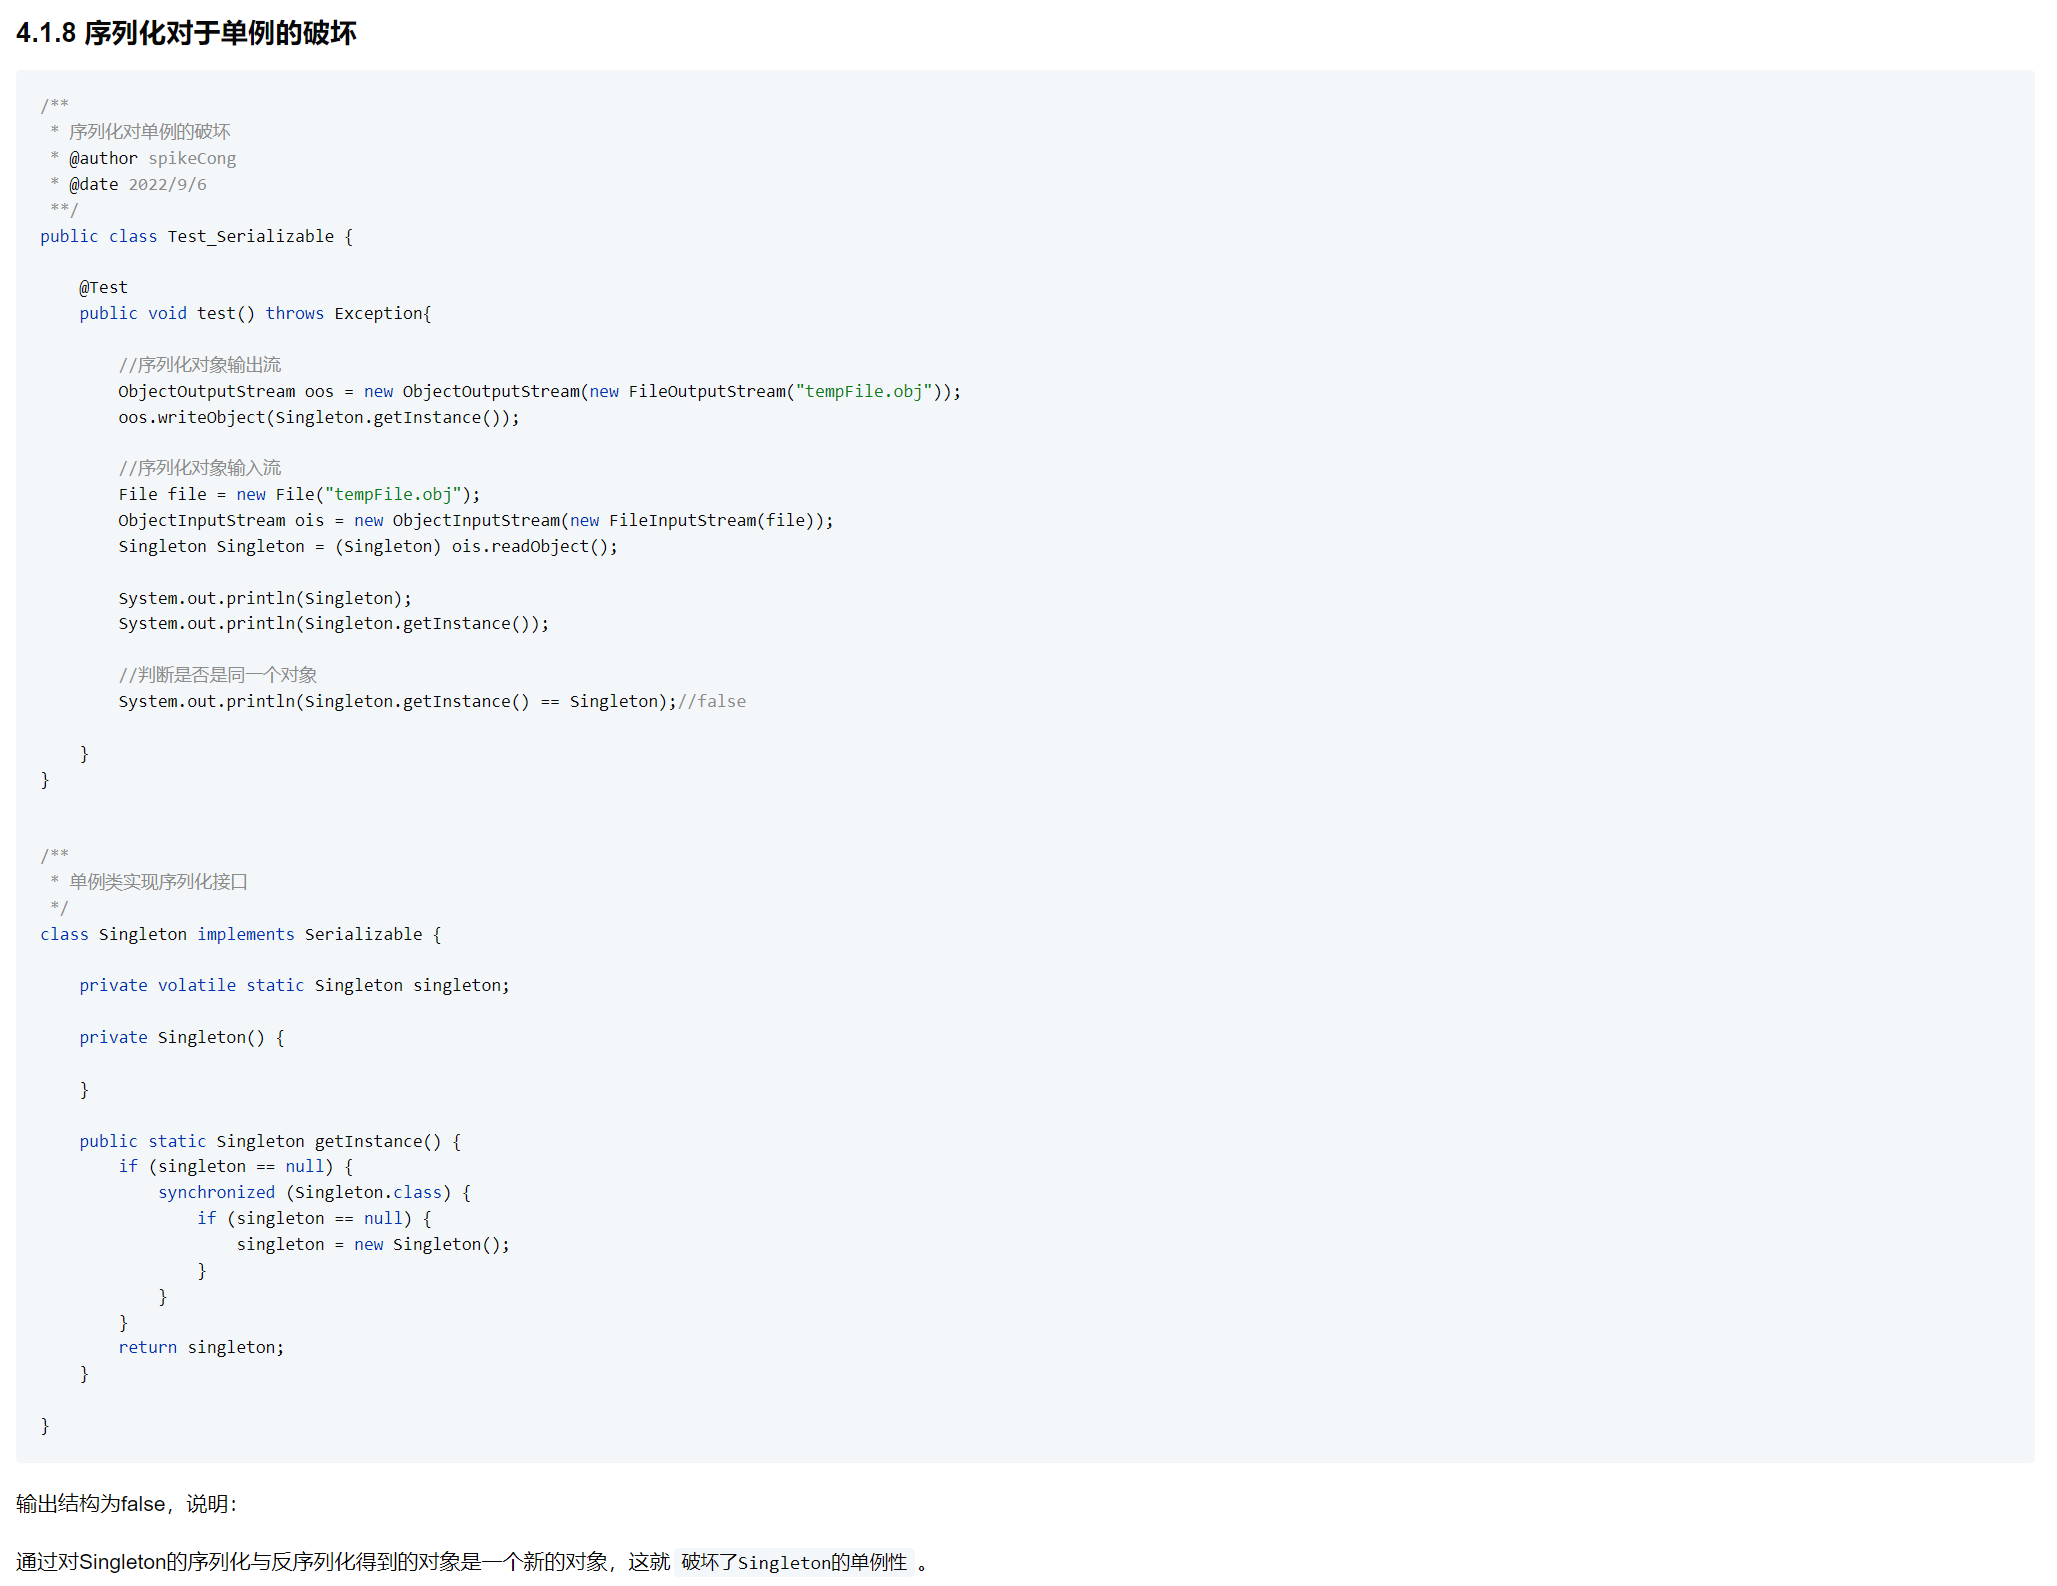 4.1.8 序列化对于单例的破坏
/**
 * 序列化对单例的破坏
 * @author spikeCong
 * @date 2022/9/6
 **/
public class Test_Serializable {
    @Test
    public void test() throws Exception{
        //序列化对象输出流
        ObjectOutputStream oos = new ObjectOutputStream(new FileOutputStream("tempFile.obj"));
        oos.writeObject(Singleton.getInstance());
        //序列化对象输入流
        File file = new File("tempFile.obj");
        ObjectInputStream ois = new ObjectInputStream(new FileInputStream(file));
        Singleton Singleton = (Singleton) ois.readObject();
        System.out.println(Singleton);
        System.out.println(Singleton.getInstance());
        //判断是否是同一个对象
        System.out.println(Singleton.getInstance() == Singleton);//false
    }
}
/**
 * 单例类实现序列化接口
 */
class Singleton implements Serializable {
    private volatile static Singleton singleton;
    private Singleton() {
    }
    public static Singleton getInstance() {
        if (singleton == null) {
            synchronized (Singleton.class) {
                if (singleton == null) {
                    singleton = new Singleton();
                }
            }
        }
        return singleton;
    }
}
输出结构为false，说明：
通过对Singleton的序列化与反序列化得到的对象是一个新的对象，这就 破坏了Singleton的单例性 。